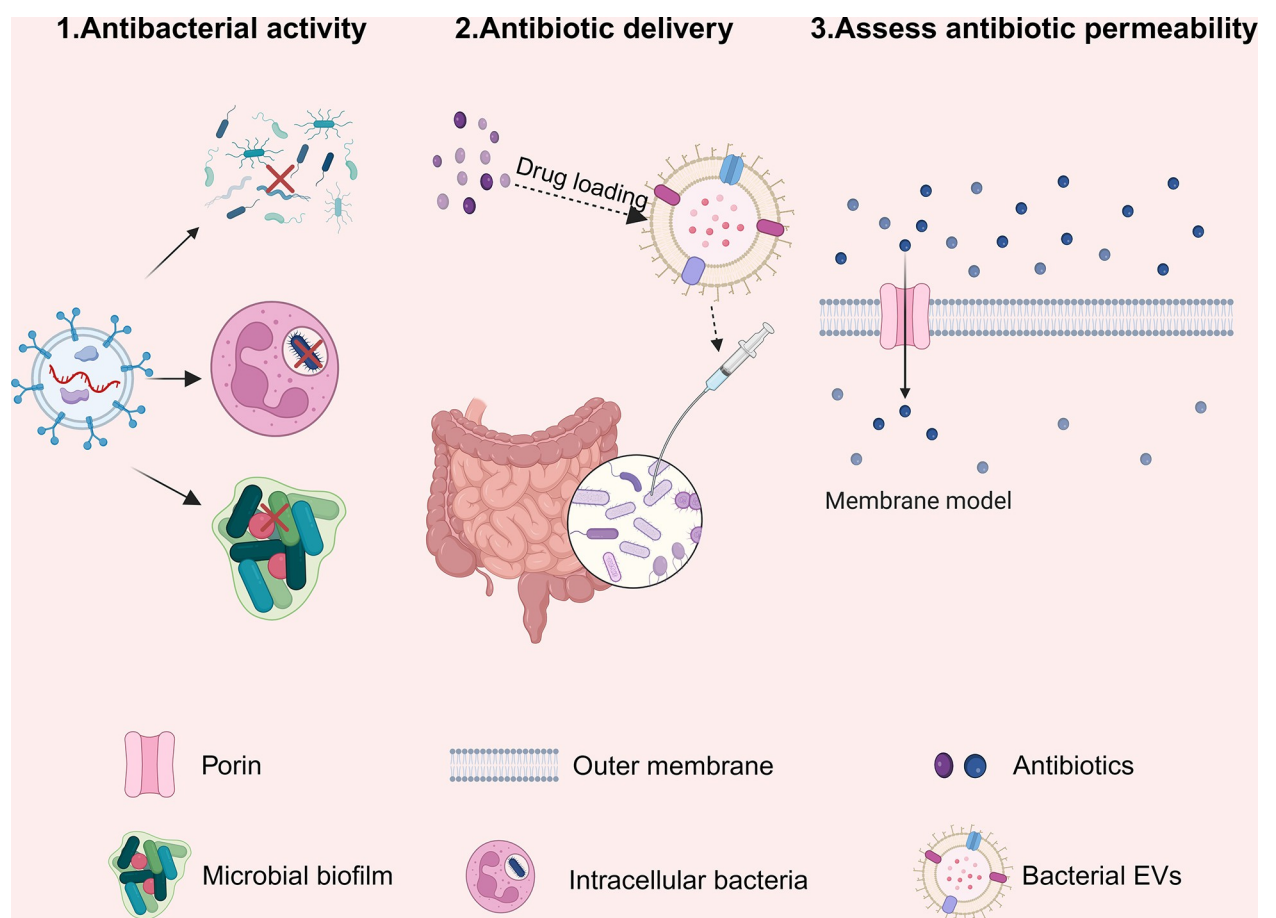 1.Antibacterial activity
2.Antibiotic delivery
3.Assess antibiotic permeability
Drug loading
Membrane model
Porin
Outer membrane
Antibiotics
Microbial biofilm
Intracellular bacteria
Bacterial EVs